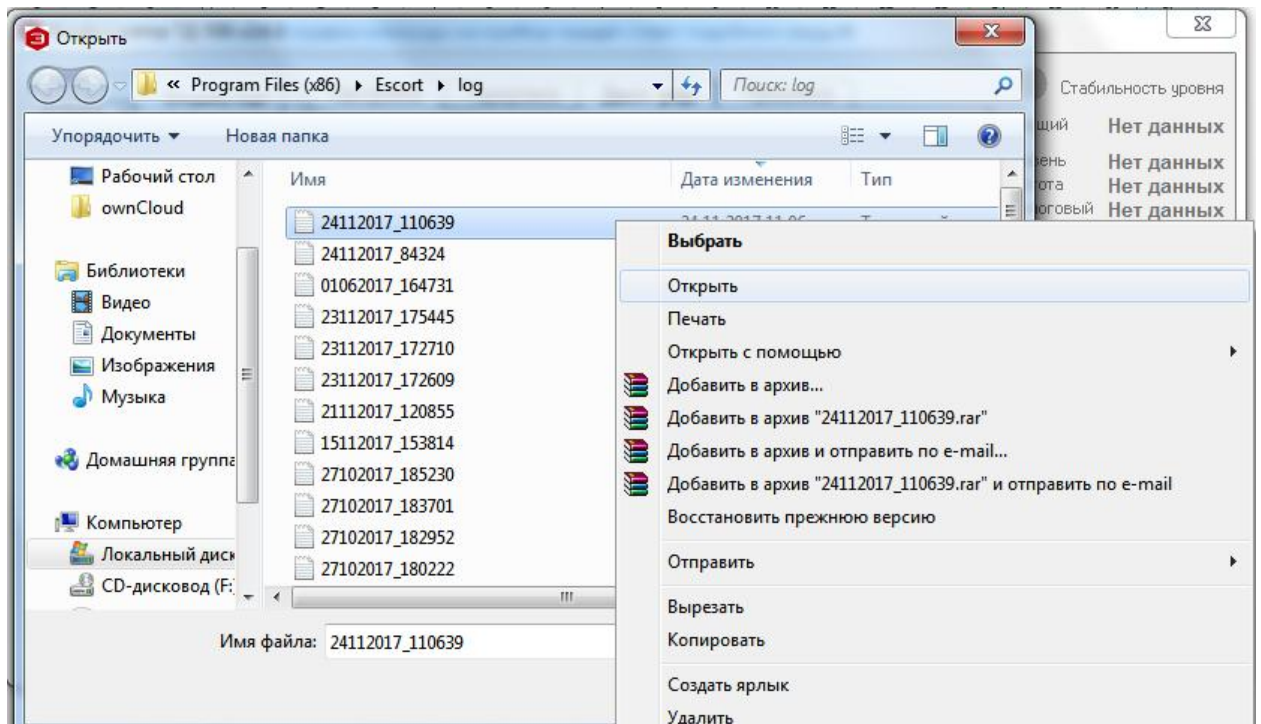 Открыть
« Program Files (x86) Escort log
Поиск: log
Упорядочить Новая папка
Рабочий стол
ownCloud
Библиотеки
Видео
Документы
Изображения
Музыка
Домашняя группа
Компьютер
Локальный диск
CD-дисковод (F:
Имя Дата изменения Тип
24112017_110639
24112017_84324
01062017_164731
23112017_175445
23112017_172710
23112017_172609
21112017_120855
15112017_153814
27102017_185230
27102017_183701
27102017_182952
27102017_180222
Имя файла: 24112017_110639
Выбрать
Открыть
Печать
Открыть с помощью
Добавить в архив...
Добавить в архив "24112017_110639.rar"
Добавить в архив и отправить по e-mail...
Добавить в архив "24112017_110639.rar" и отправить по e-mail
Восстановить прежнюю версию
Отправить
Вырезать
Копировать
Создать ярлык
Удалить
Стабильность уровня
щий Нет данных
ень Нет данных
ота Нет данных
логовый Нет данных